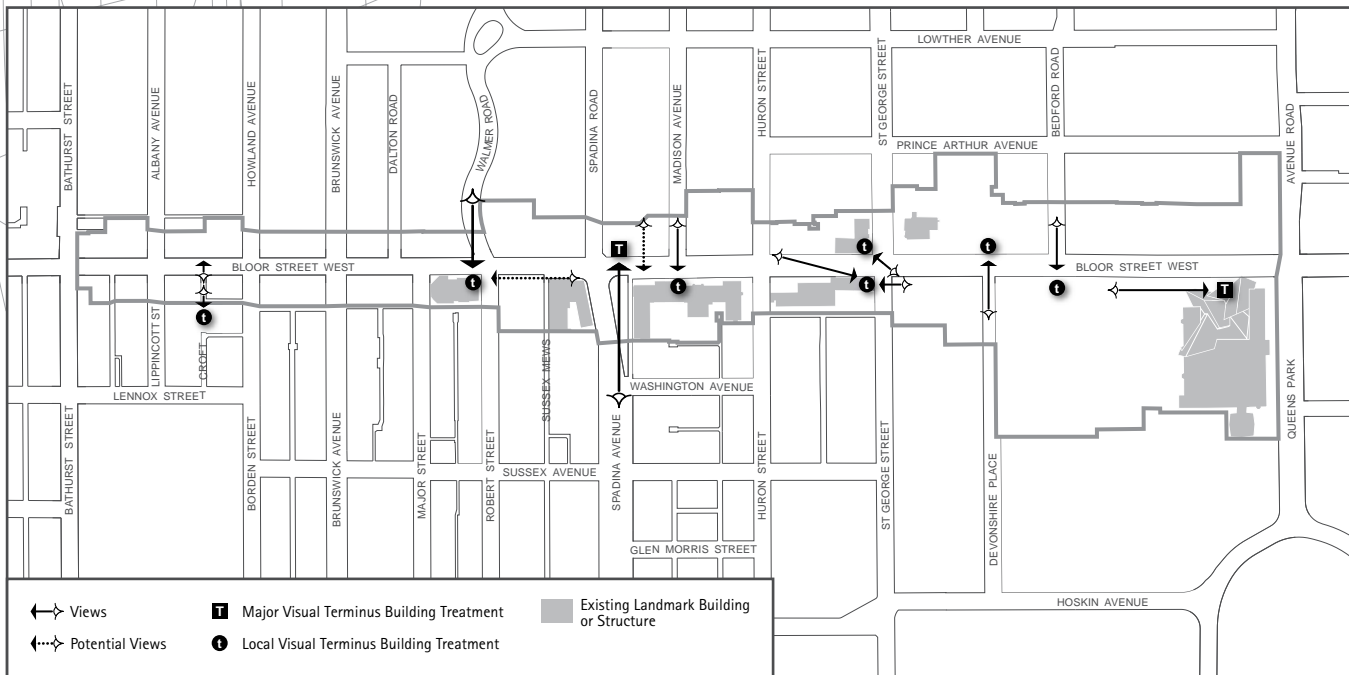 LOWTHER AVENUE
BATHURST STREET
ALBANY AVENUE
HOWLAND AVENUE
BRUNSWICK AVENUE
DALTON ROAD
WALMER ROAD
SPADINA ROAD
MADISON AVENUE
HURON STREET
ST GEORGE STREET
BEDFORD ROAD
AVENUE ROAD
PRINCE ARTHUR AVENUE
T
t
t
BLOOR STREET WEST
BLOOR STREET WEST
t
t
t
t
T
t
LIPPINCOTT ST
CROFT
LENNOX STREET
SUSSEX MEWS
WASHINGTON AVENUE
QUEENS PARK
BATHURST STREET
BORDEN STREET
BRUNSWICK AVENUE
MAJOR STREET
ROBERT STREET
SPADINA AVENUE
HURON STREET
ST GEORGE STREET
DEVONSHIRE PLACE
SUSSEX AVENUE
GLEN MORRIS STREET
HOSKIN AVENUE
Views
T Major Visual Terminus Building Treatment
Existing Landmark Building
or Structure
Potential Views
t Local Visual Terminus Building Treatment